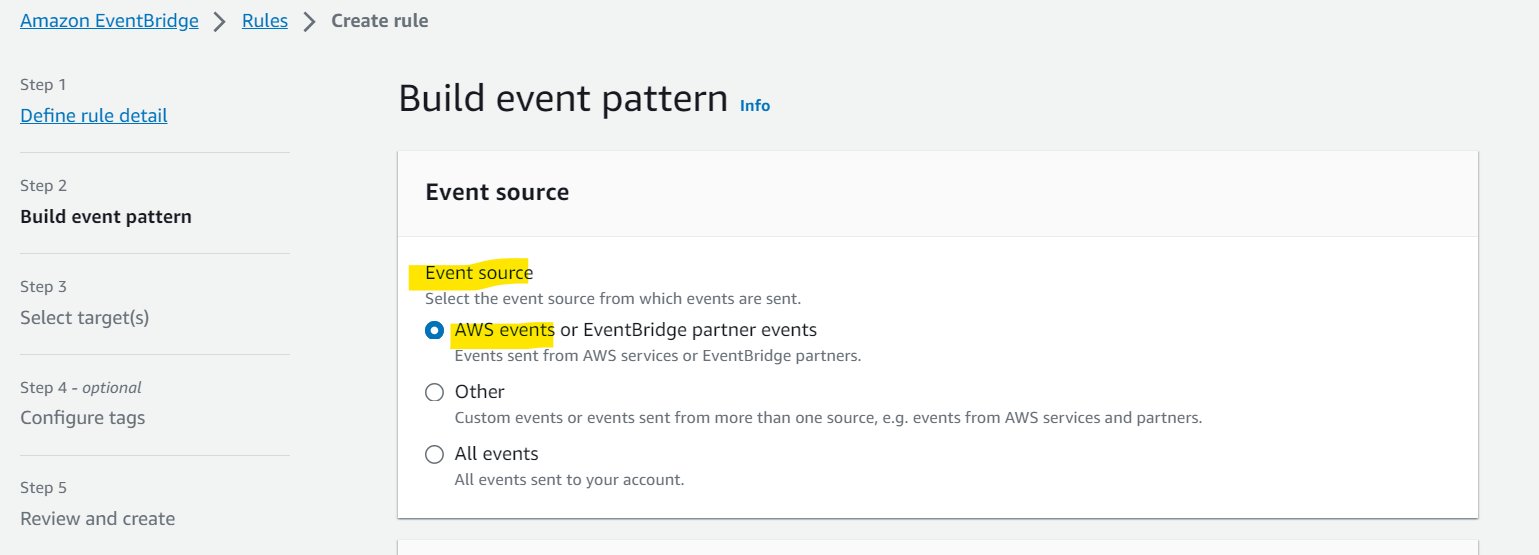 Amazon EventBridge > Rules > Create rule
Step 1
Define rule detail
Step 2
Build event pattern
Step 3
Select target(s)
Step 4 - optional
Configure tags
Step 5
Review and create
Build event pattern Info
Event source
Event source
Select the event source from which events are sent.
AWS events or EventBridge partner events
Events sent from AWS services or EventBridge partners.
Other
Custom events or events sent from more than one source, e.g. events from AWS services and partners.
All events
All events sent to your account.